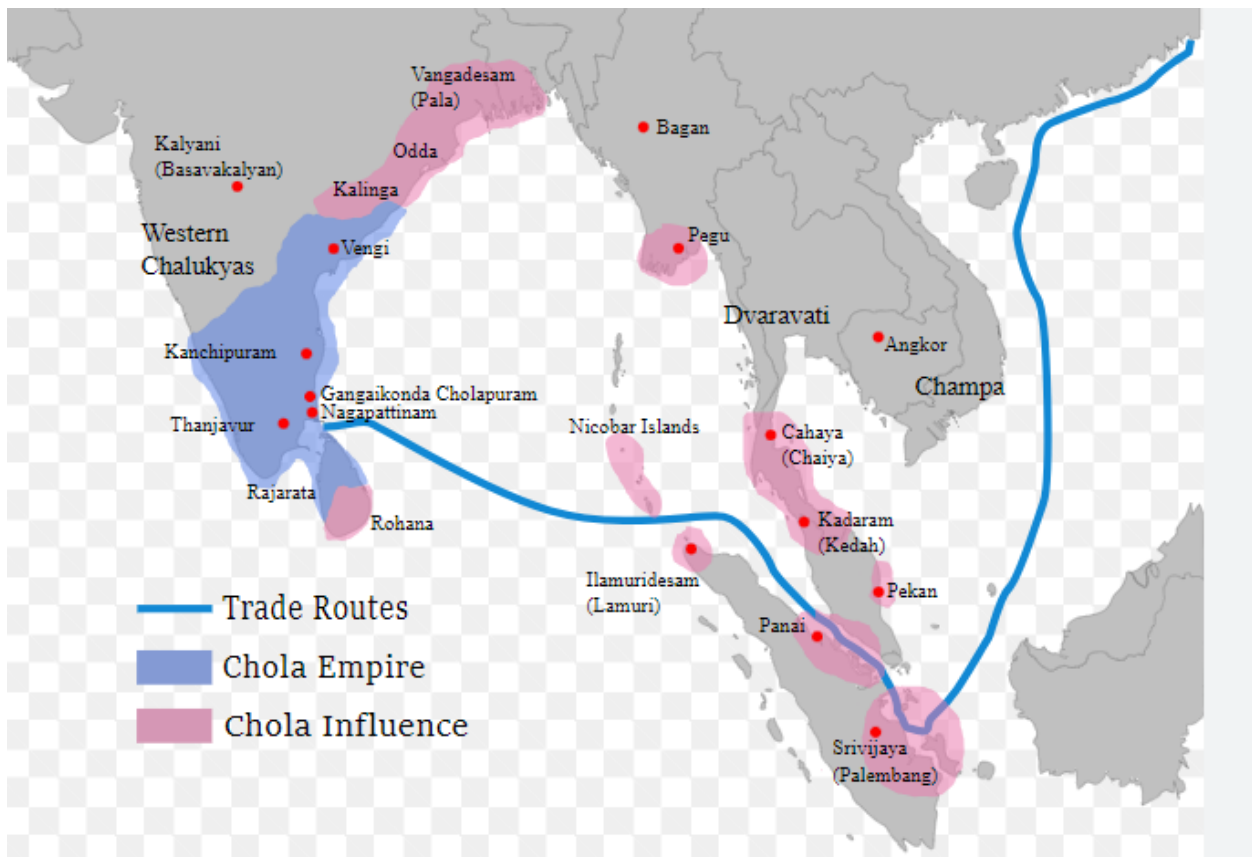 Vangadesam
(Pala)
Bagan
Kalyani
(Basavakalyan)
Odda
Kalinga
Western
Chalukyas
Vengi
Pegu
Dvaravati
Angkor
Kanchipuram
Champa
Gangaikonda Cholapuram
Nagapattinam
Thanjavur
Nicobar Islands
Cahaya
(Chaiya)
Rajarata
Rohana
Kadaram
(Kedah)
Ilamuridesam
(Lamuri)
Pekan
Panai
Trade Routes
Chola Empire
Chola Influence
Srivijaya
(Palembang)